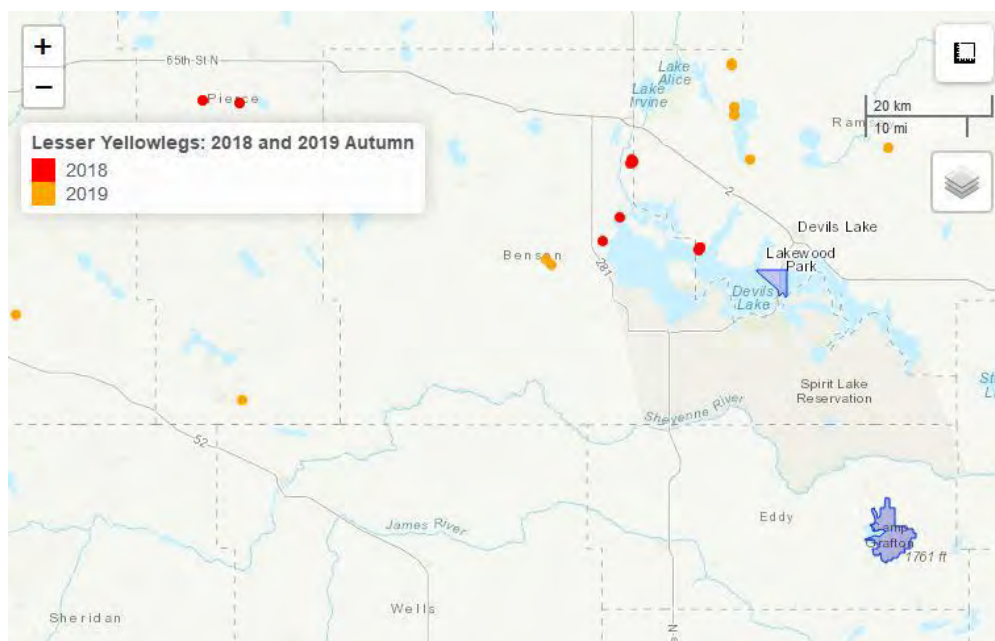 +
−
65th St N
Pierce
Lesser Yellowlegs: 2018 and 2019 Autumn
2018
2019
Lake
Alice
Lake
Irvine
20 km
10 mi
2
Devils Lake
Lakewood
Park
Benson
281
Devils
Lake
Spirit Lake
Reservation
Sheyenne River
52
James River
Eddy
Camp
Grafton
1761 ft
Wells
Sheridan